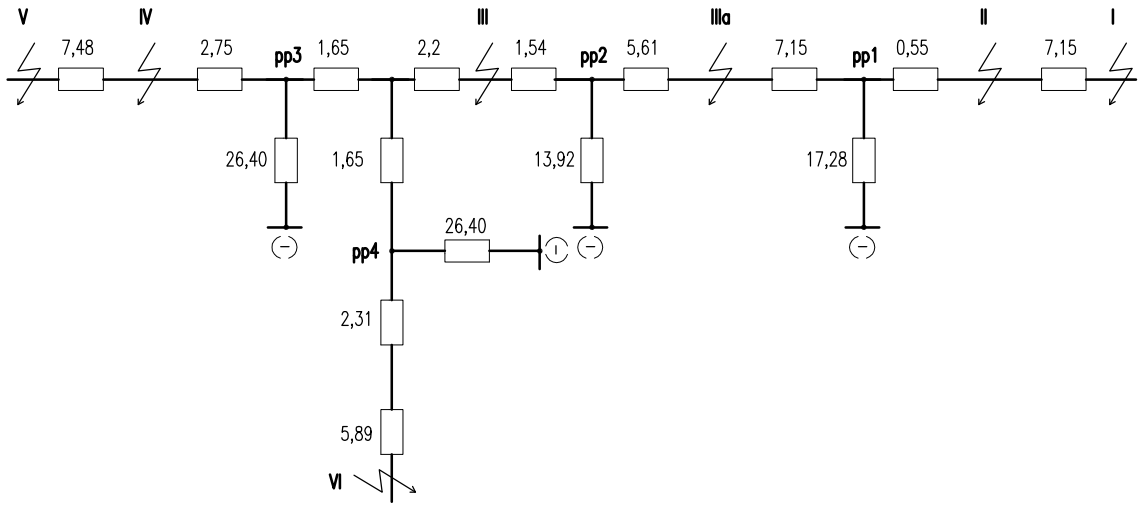 V IV III IIIa II I
7,48 2,75 1,65 2,2 1,54 5,61 7,15 0,55 7,15
pp3 pp2 pp1
26,40 1,65 13,92 17,28
26,40
pp4
2,31
5,89
VI